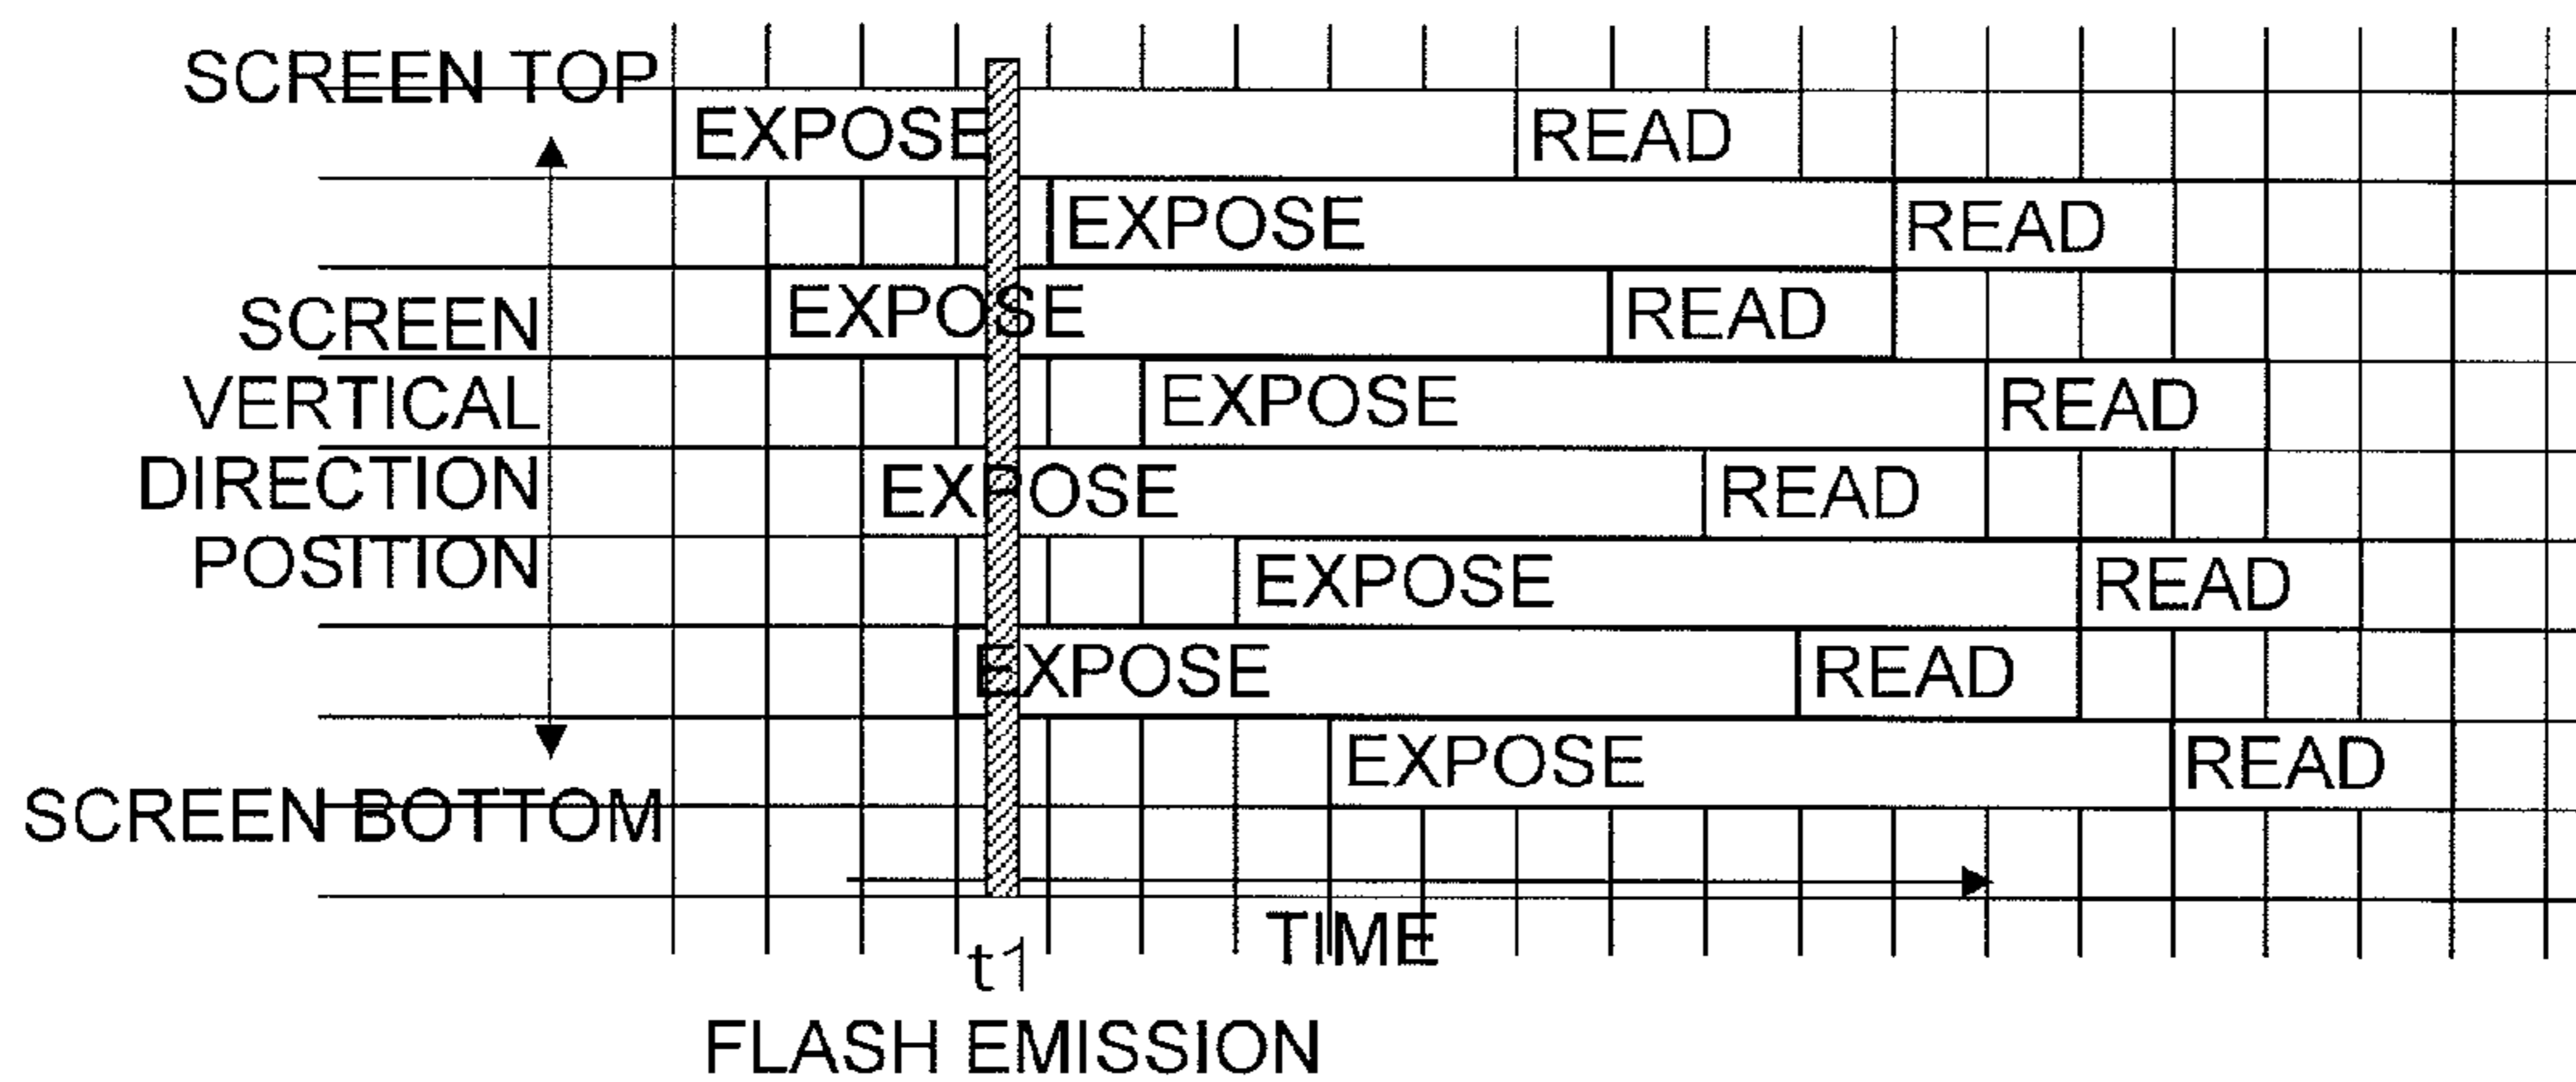 SCREEN TOP
EXPOSE READ
EXPOSE READ
SCREEN EXPOSE READ
VERTICAL EXPOSE READ
DIRECTION EXPOSE READ
POSITION EXPOSE READ
EXPOSE READ
EXPOSE READ
SCREEN BOTTOM
TIME
t1
FLASH EMISSION